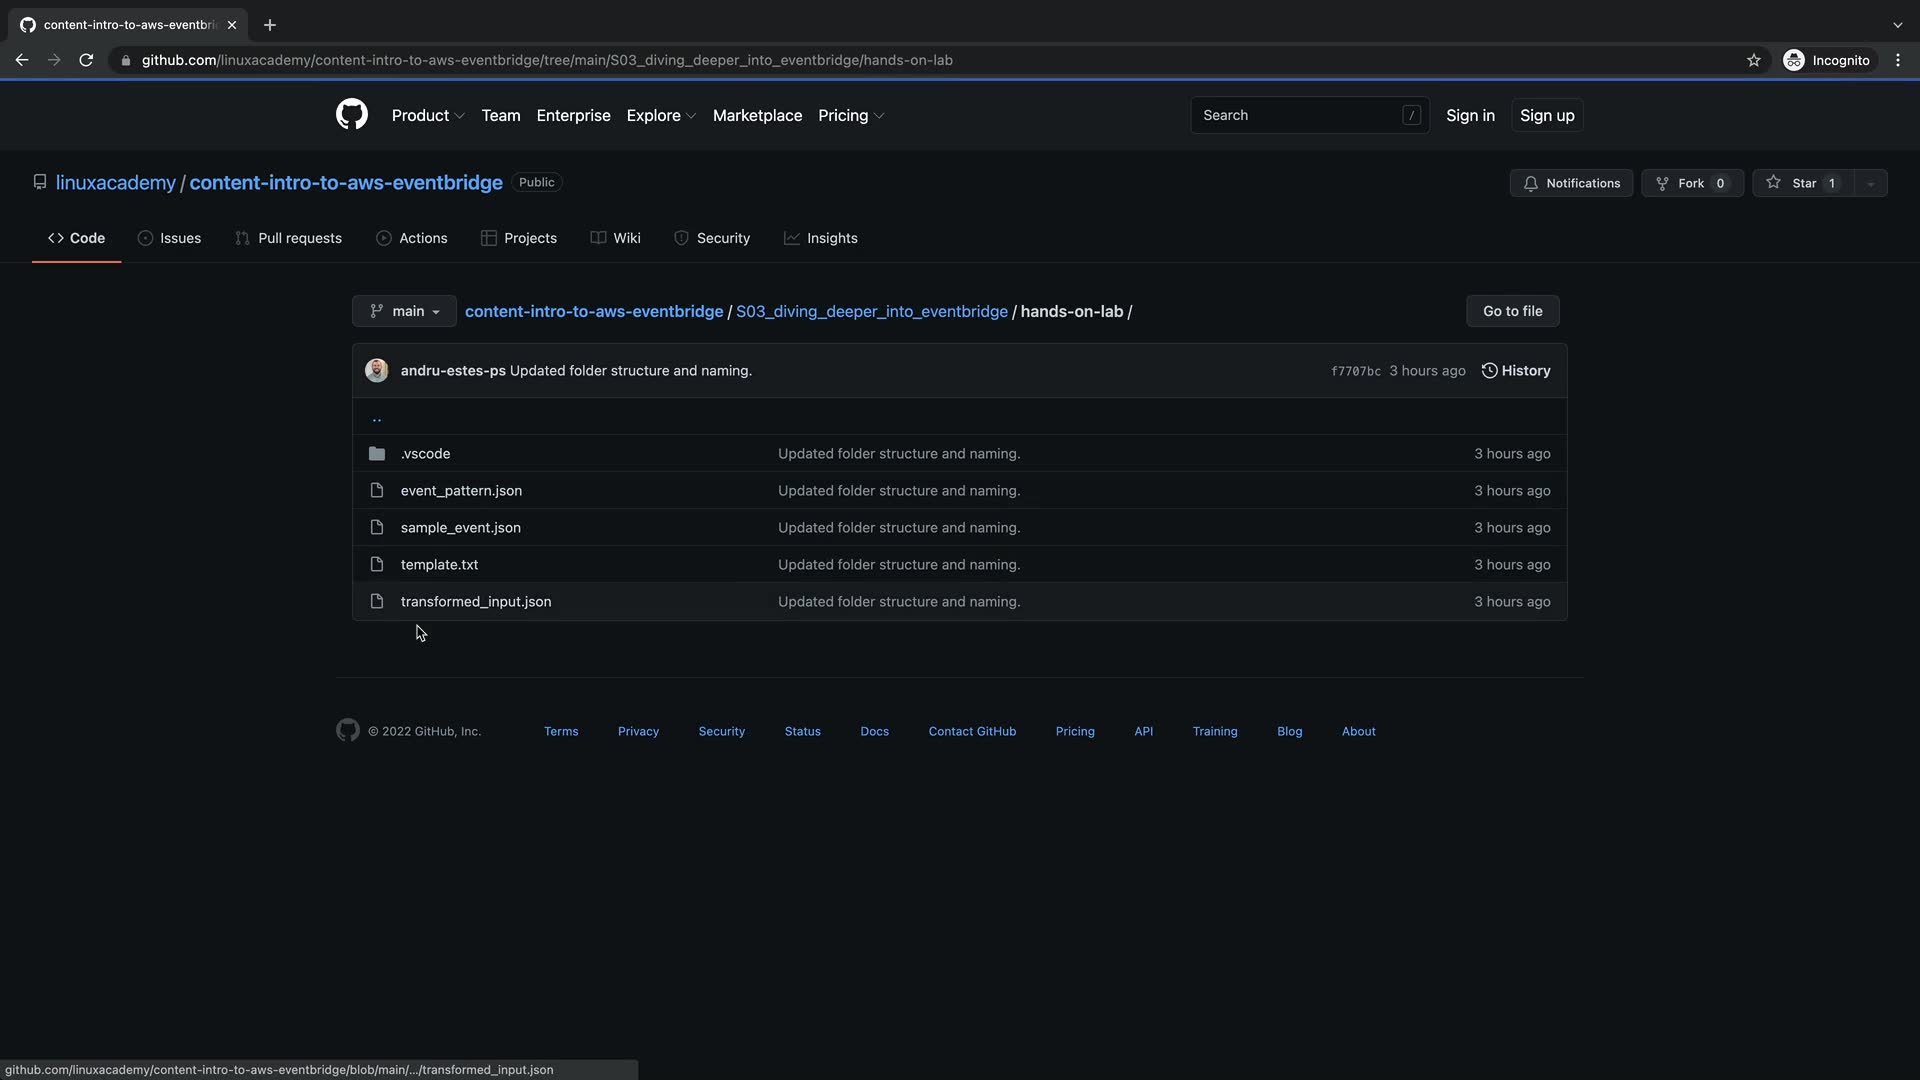 content-intro-to-aws-eventbri
github.com/linuxacademy/content-intro-to-aws-eventbridge/tree/main/S03_diving_deeper_into_eventbridge/hands-on-lab
Incognito
Product Team Enterprise Explore Marketplace Pricing
Search /
Sign in Sign up
linuxacademy / content-intro-to-aws-eventbridge Public
Notifications Fork 0 Star 1
Code Issues Pull requests Actions Projects Wiki Security Insights
main content-intro-to-aws-eventbridge / S03_diving_deeper_into_eventbridge / hands-on-lab / Go to file
andru-estes-ps Updated folder structure and naming. f7707bc 3 hours ago History
..
.vscode Updated folder structure and naming. 3 hours ago
event_pattern.json Updated folder structure and naming. 3 hours ago
sample_event.json Updated folder structure and naming. 3 hours ago
template.txt Updated folder structure and naming. 3 hours ago
transformed_input.json Updated folder structure and naming. 3 hours ago
© 2022 GitHub, Inc. Terms Privacy Security Status Docs Contact GitHub Pricing API Training Blog About
github.com/linuxacademy/content-intro-to-aws-eventbridge/blob/main/.../transformed_input.json